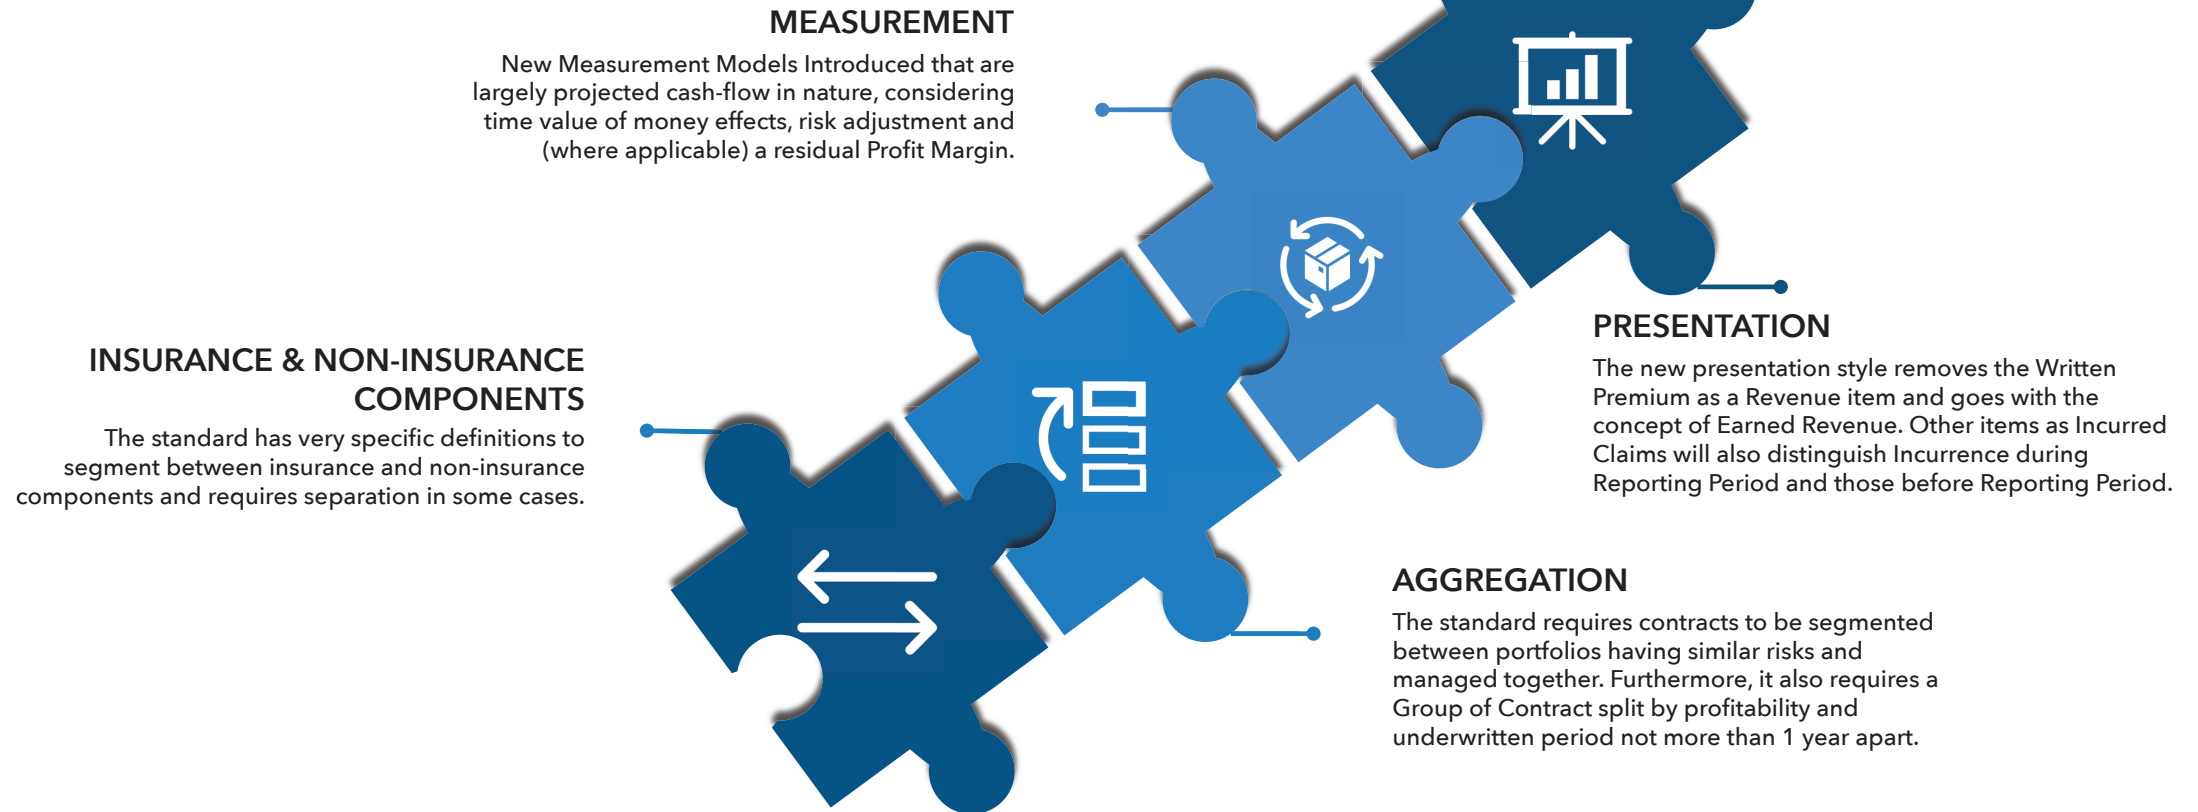 MEASUREMENT
New Measurement Models Introduced that are
largely projected cash-flow in nature, considering
time value of money effects, risk adjustment and
(where applicable) a residual Profit Margin.
INSURANCE & NON-INSURANCE
COMPONENTS
The standard has very specific definitions to
segment between insurance and non-insurance
components and requires separation in some cases.
PRESENTATION
The new presentation style removes the Written
Premium as a Revenue item and goes with the
concept of Earned Revenue. Other items as Incurred
Claims will also distinguish Incurrence during
Reporting Period and those before Reporting Period.
AGGREGATION
The standard requires contracts to be segmented
between portfolios having similar risks and
managed together. Furthermore, it also requires a
Group of Contract split by profitability and
underwritten period not more than 1 year apart.